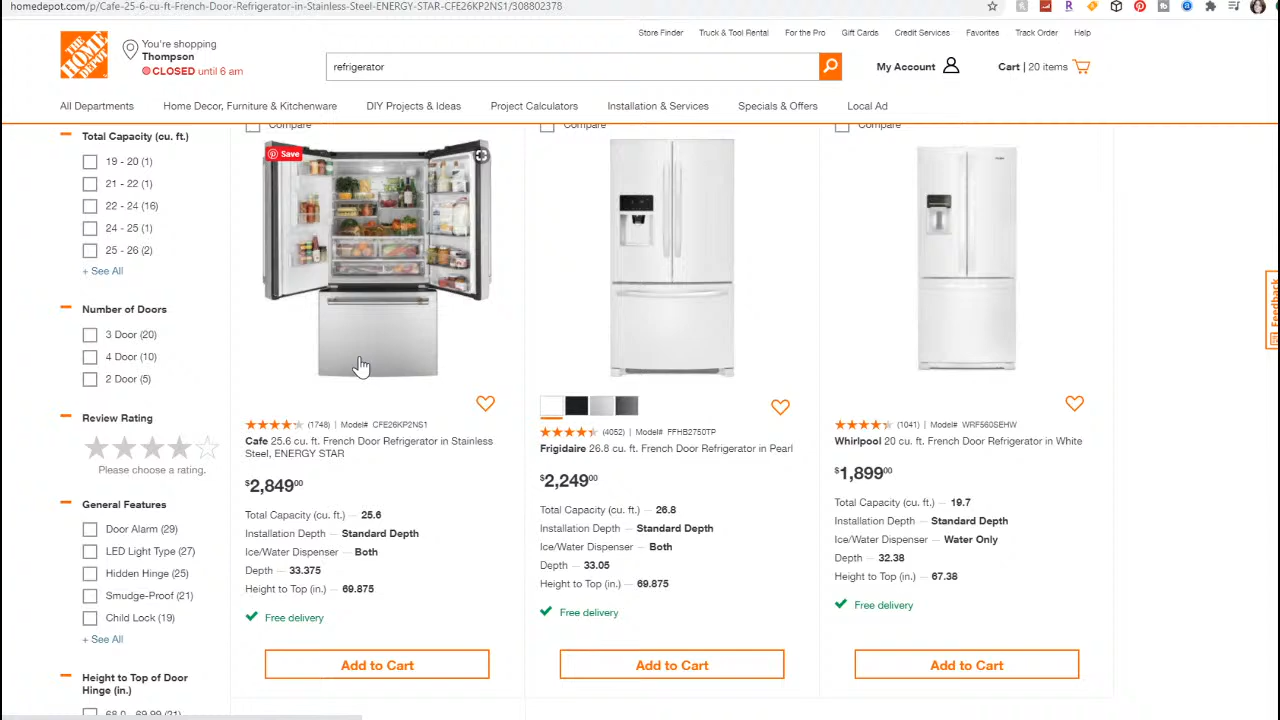 homedepot.com/p/Cafe-25-6-cu-ft-French-Door-Refrigerator-in-Stainless-Steel-ENERGY-STAR-CFE26KP2NS1/308802378
Store Finder Truck & Tool Rental For the Pro Gift Cards Credit Services Favorites Track Order Help
THE HOME DEPOT
You're shopping
Thompson
CLOSED until 6 am
refrigerator
My Account
Cart | 20 items
All Departments Home Decor, Furniture & Kitchenware DIY Projects & Ideas Project Calculators Installation & Services Specials & Offers Local Ad
Total Capacity (cu. ft.)
19 - 20 (1)
21 - 22 (1)
22 - 24 (16)
24 - 25 (1)
25 - 26 (2)
+ See All
Number of Doors
3 Door (20)
4 Door (10)
2 Door (5)
Review Rating
Please choose a rating.
General Features
Door Alarm (29)
LED Light Type (27)
Hidden Hinge (25)
Smudge-Proof (21)
Child Lock (19)
+ See All
Height to Top of Door
Hinge (in.)
68.0 - 69.99 (21)
Compare
Save
(1748) | Model# CFE26KP2NS1
Cafe 25.6 cu. ft. French Door Refrigerator in Stainless
Steel, ENERGY STAR
$2,84900
Total Capacity (cu. ft.) — 25.6
Installation Depth — Standard Depth
Ice/Water Dispenser — Both
Depth — 33.375
Height to Top (in.) — 69.875
Free delivery
Add to Cart
Compare
(4052) | Model# FFHB2750TP
Frigidaire 26.8 cu. ft. French Door Refrigerator in Pearl
$2,24900
Total Capacity (cu. ft.) — 26.8
Installation Depth — Standard Depth
Ice/Water Dispenser — Both
Depth — 33.05
Height to Top (in.) — 69.875
Free delivery
Add to Cart
Compare
(1041) | Model# WRF560SEHW
Whirlpool 20 cu. ft. French Door Refrigerator in White
$1,89900
Total Capacity (cu. ft.) — 19.7
Installation Depth — Standard Depth
Ice/Water Dispenser — Water Only
Depth — 32.38
Height to Top (in.) — 67.38
Free delivery
Add to Cart
Feedback